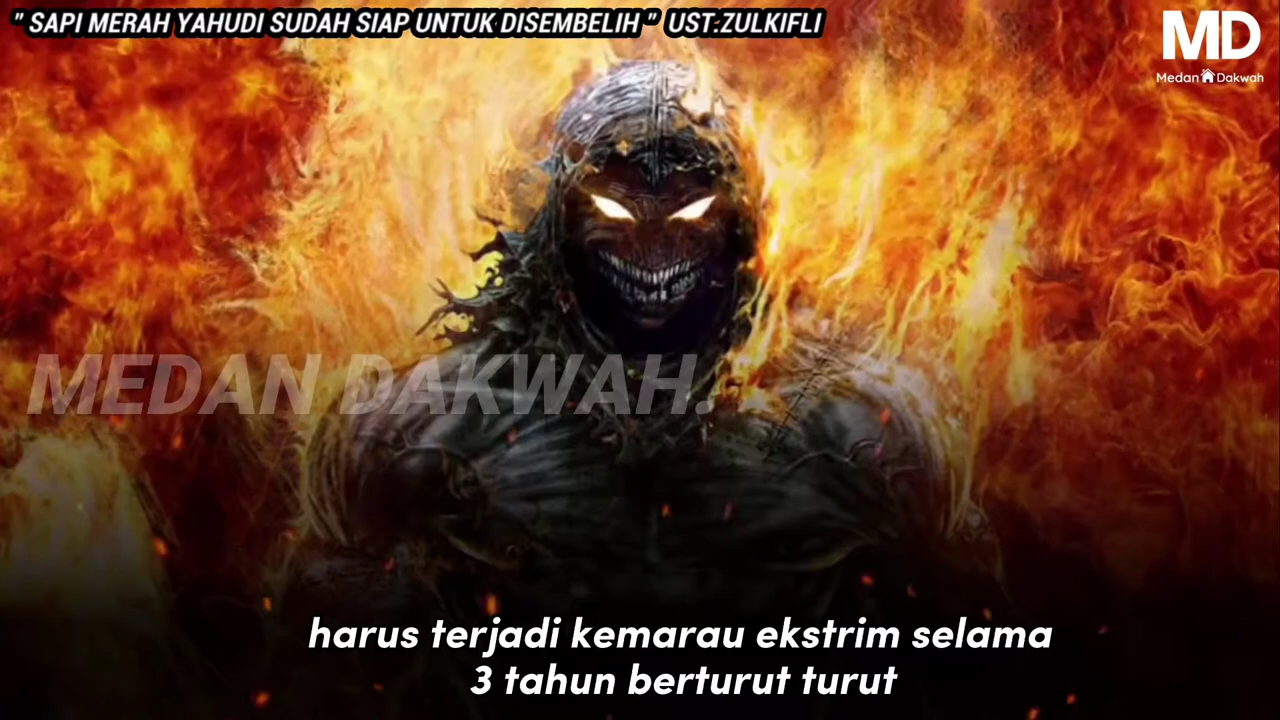 " SAPI MERAH YAHUDI SUDAH SIAP UNTUK DISEMBELIH " UST.ZULKIFLI
MD
Medan Dakwah
MEDAN DAKWAH.
harus terjadi kemarau ekstrim selama
3 tahun berturut turut